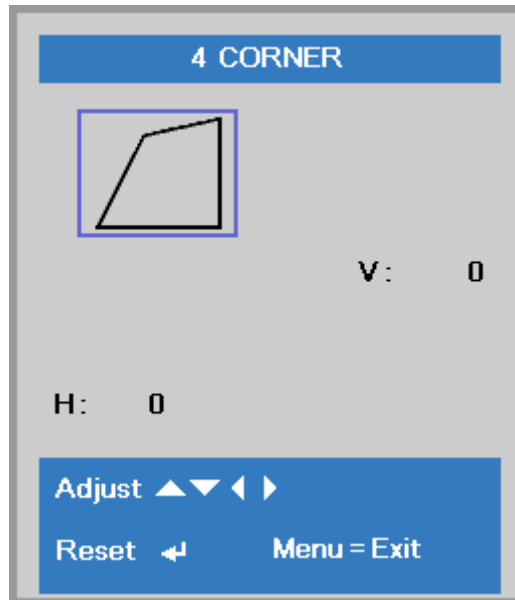 4 CORNER
V: 0
H: 0
Adjust ▲▼◀▶
Reset ↵ Menu = Exit